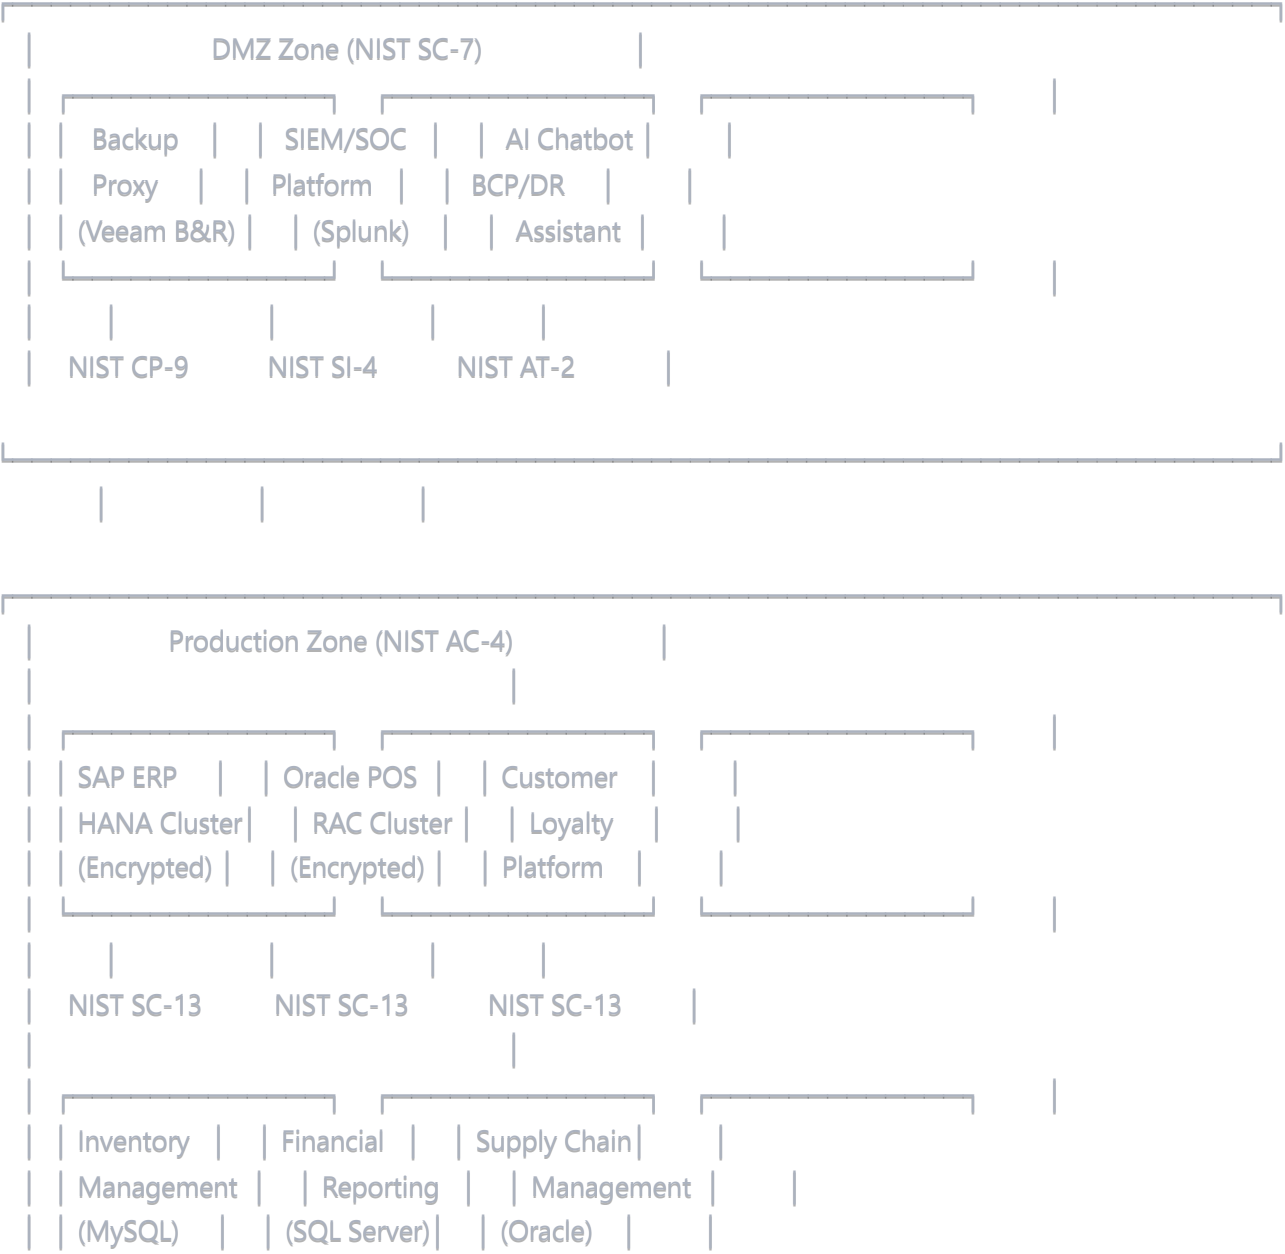 DMZ Zone (NIST SC-7)
Backup SIEM/SOC AI Chatbot
Proxy Platform BCP/DR
(Veeam B&R) (Splunk) Assistant
NIST CP-9 NIST SI-4 NIST AT-2
Production Zone (NIST AC-4)
SAP ERP Oracle POS Customer
HANA Cluster RAC Cluster Loyalty
(Encrypted) (Encrypted) Platform
NIST SC-13 NIST SC-13 NIST SC-13
Inventory Financial Supply Chain
Management Reporting Management
(MySQL) (SQL Server) (Oracle)